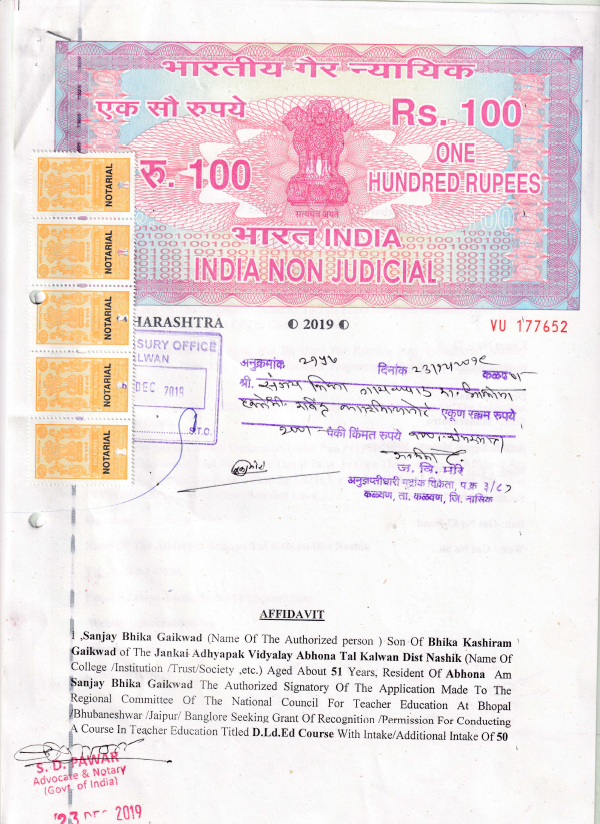 भारतीय गैर न्यायिक
एक सौ रुपये
Rs. 100
रु. 100
ONE
HUNDRED RUPEES
सत्यमेव जयते
भारत INDIA
INDIA NON JUDICIAL
NOTARIAL
NOTARIAL
NOTARIAL
NOTARIAL
NOTARIAL
HARASHTRA
2019
VU 177652
SURY OFFICE
LWAN
DEC 2019
S.T.C.
अनुक्रमांक
दिनांक
श्री.
एकूण रक्कम रुपये
पैकी किंमत रुपये
ज. वि. मोरे
अनुज्ञप्तीधारी मुद्रांक विक्रेता, प.क्र ३/८७
कळवण, ता. कळवण, जि. नासिक
AFFIDAVIT
I ,Sanjay Bhika Gaikwad (Name Of The Authorized person ) Son Of Bhika Kashiram
Gaikwad of The Jankai Adhyapak Vidyalay Abhona Tal Kalwan Dist Nashik (Name Of
College /Institution /Trust/Society ,etc.) Aged About 51 Years, Resident Of Abhona Am
Sanjay Bhika Gaikwad The Authorized Signatory Of The Application Made To The
Regional Committee Of The National Council For Teacher Education At Bhopal
/Bhubaneshwar /Jaipur/ Banglore Seeking Grant Of Recognition /Permission For Conducting
A Course In Teacher Education Titled D.Ld.Ed Course With Intake/Additional Intake Of 50
S. D. PAWAR
Advocate & Notary
(Govt. of India)
23 DEC 2019